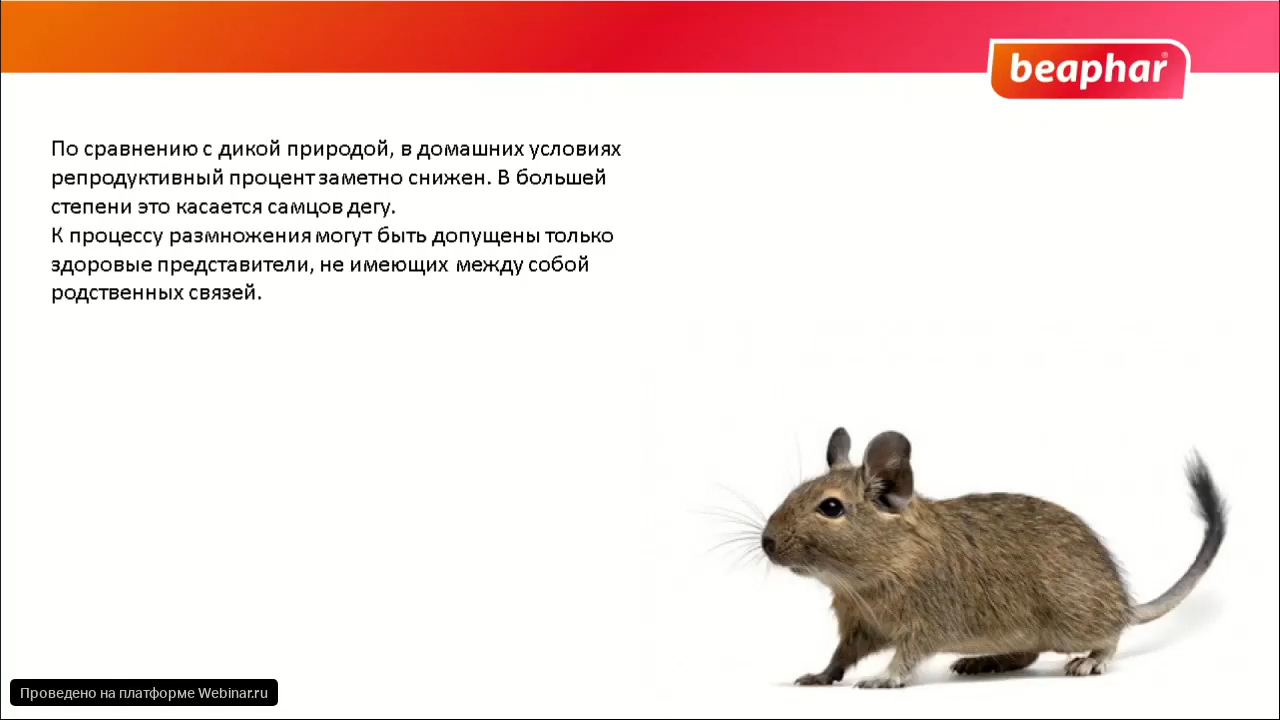 beaphar®
По сравнению с дикой природой, в домашних условиях
репродуктивный процент заметно снижен. В большей
степени это касается самцов дегу.
К процессу размножения могут быть допущены только
здоровые представители, не имеющих между собой
родственных связей.
Проведено на платформе Webinar.ru